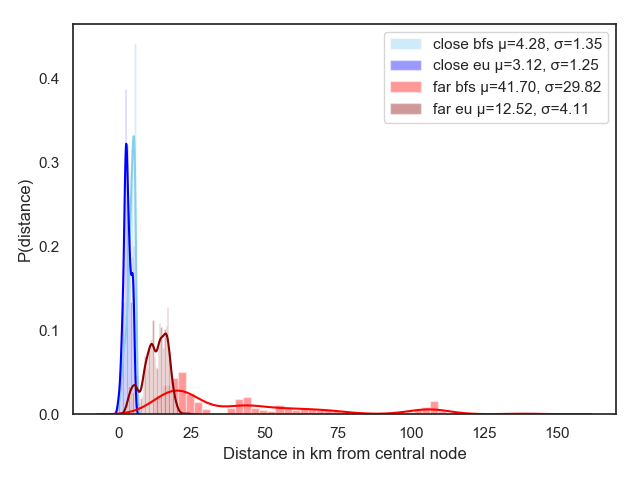 close bfs μ=4.28, σ=1.35
close eu μ=3.12, σ=1.25
far bfs μ=41.70, σ=29.82
far eu μ=12.52, σ=4.11
P(distance)
0.4
0.3
0.2
0.1
0.0
0 25 50 75 100 125 150
Distance in km from central node